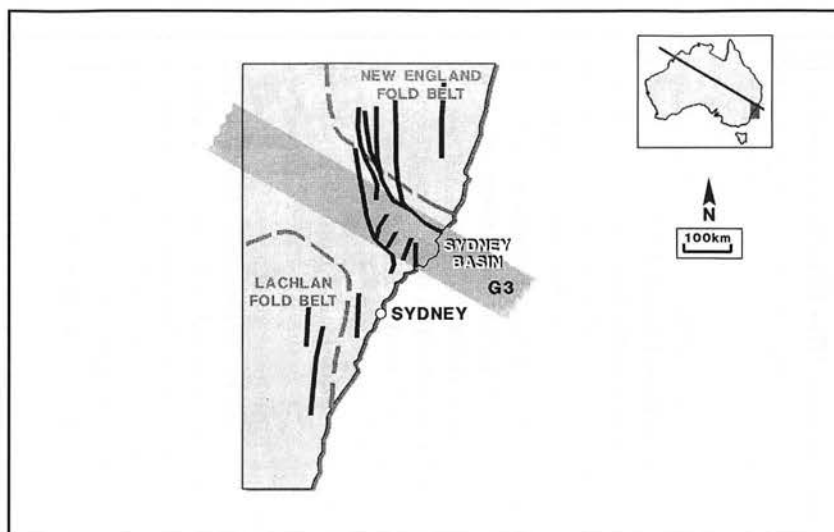 NEW ENGLAND
FOLD BELT
N
100km
SYDNEY
BASIN
LACHLAN
FOLD BELT
G3
SYDNEY